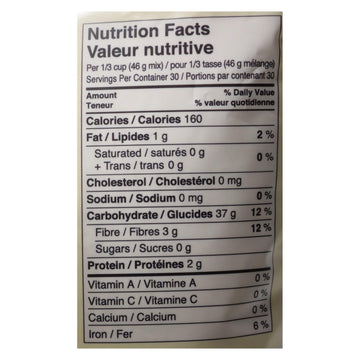 Nutrition Facts
Valeur nutritive
Per 1/3 cup (46 g mix) / pour 1/3 tasse (46 g mélange)
Servings Per Container 30 / Portions par contenant 30
Amount % Daily Value
Teneur % valeur quotidienne
Calories / Calories 160
Fat / Lipides 1 g 2 %
Saturated / saturés 0 g
+ Trans / trans 0 g 0 %
Cholesterol / Cholestérol 0 mg
Sodium / Sodium 0 mg 0 %
Carbohydrate / Glucides 37 g 12 %
Fibre / Fibres 3 g 12 %
Sugars / Sucres 0 g
Protein / Protéines 2 g
Vitamin A / Vitamine A 0 %
Vitamin C / Vitamine C 0 %
Calcium / Calcium 0 %
Iron / Fer 6 %